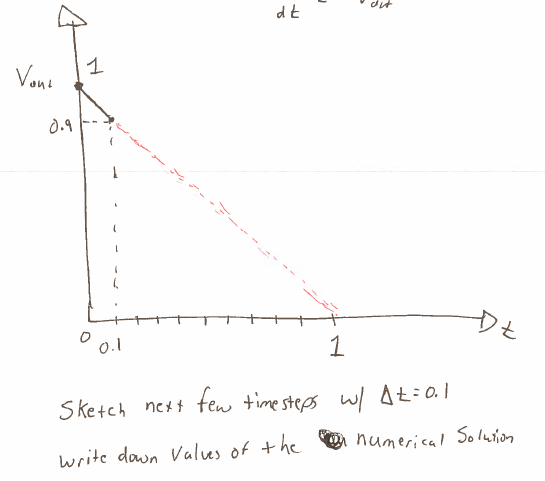 dt
1
Vout
0.9
0
0.1
1
t
Sketch next few timesteps w/ Δt=0.1
write down Values of the numerical Solution